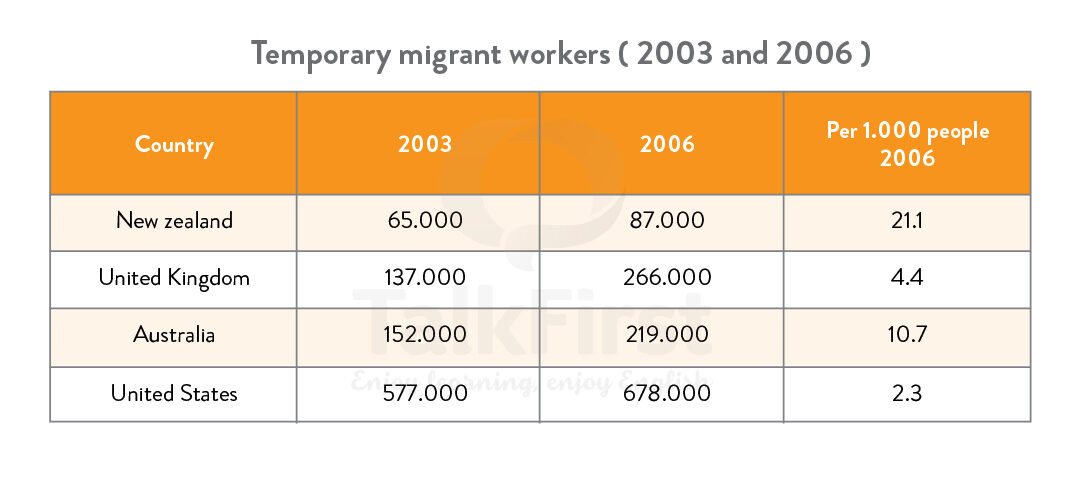 Temporary migrant workers ( 2003 and 2006 )
Country 2003 2006 Per 1.000 people 2006
New zealand 65.000 87.000 21.1
United Kingdom 137.000 266.000 4.4
Australia 152.000 219.000 10.7
United States 577.000 678.000 2.3
TalkFirst
Enjoy learning, enjoy English